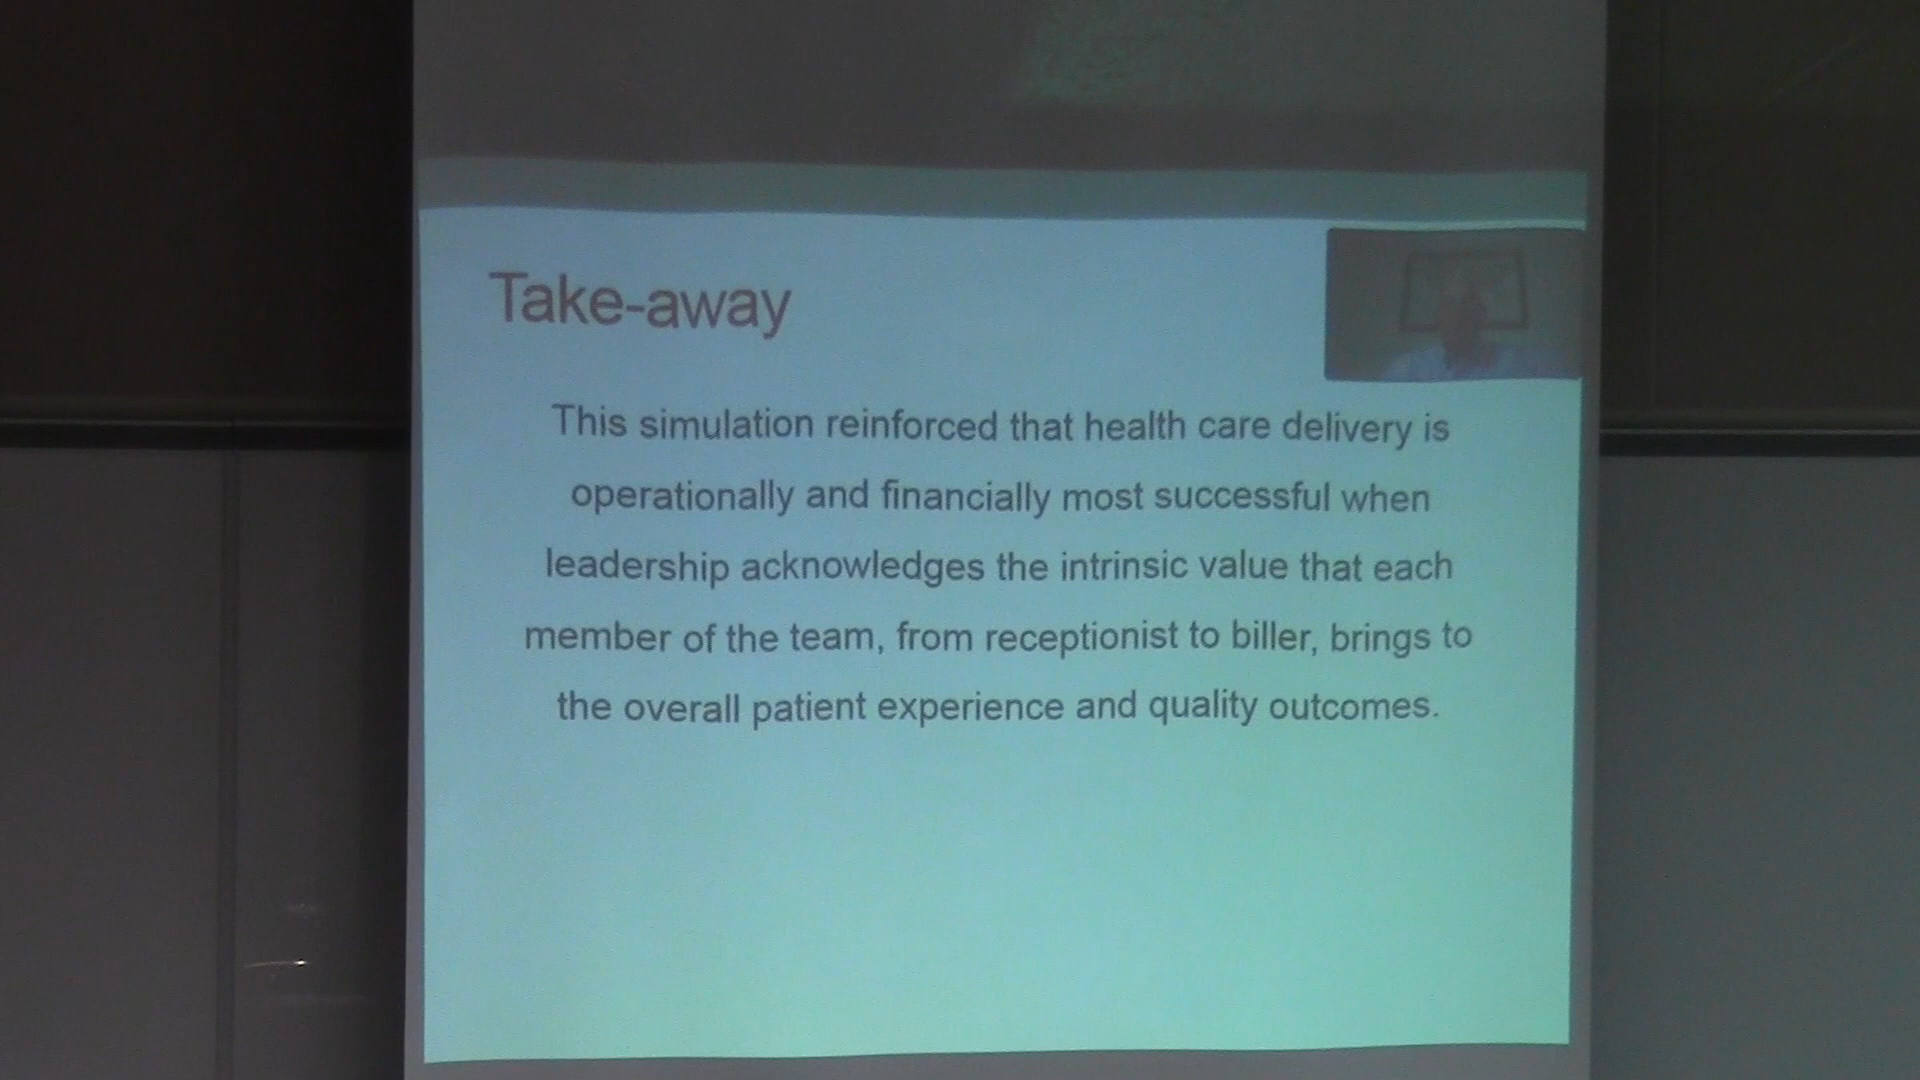 Take-away
This simulation reinforced that health care delivery is
operationally and financially most successful when
leadership acknowledges the intrinsic value that each
member of the team, from receptionist to biller, brings to
the overall patient experience and quality outcomes.